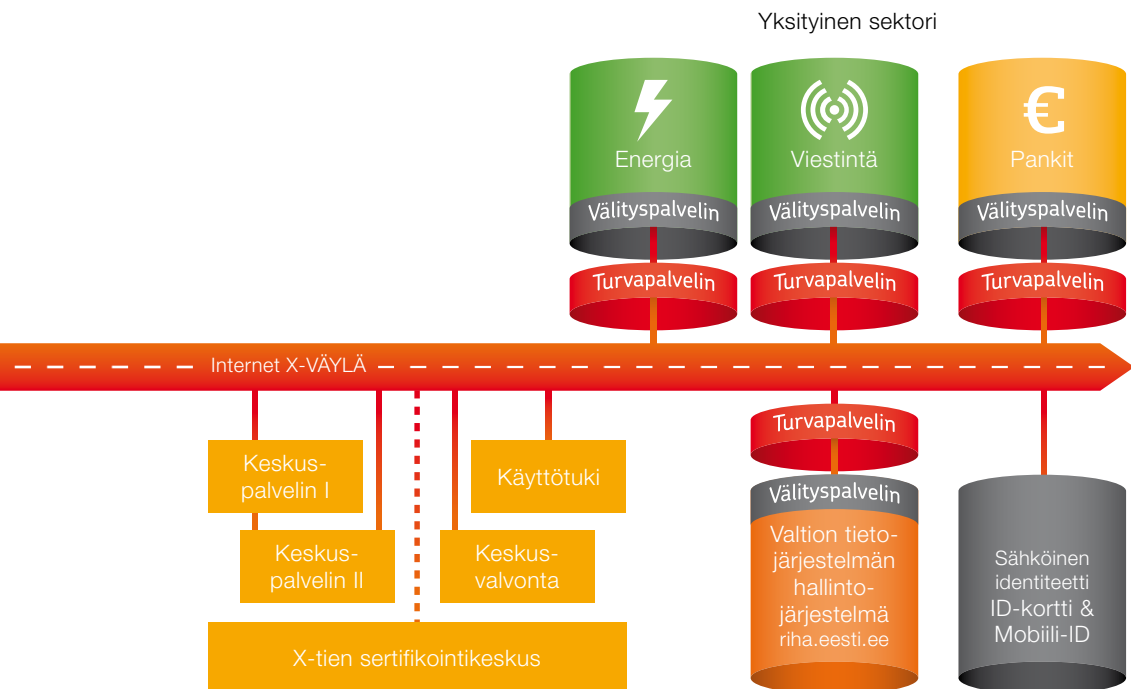 Yksityinen sektori
Energia
Välityspalvelin
Turvapalvelin
Viestintä
Välityspalvelin
Turvapalvelin
€
Pankit
Välityspalvelin
Turvapalvelin
Internet X-VÄYLÄ
Keskus-
palvelin I
Keskus-
palvelin II
Käyttötuki
Keskus-
valvonta
X-tien sertifikointikeskus
Turvapalvelin
Välityspalvelin
Valtion tieto-
järjestelmän
hallinto-
järjestelmä
riha.eesti.ee
Sähköinen
identiteetti
ID-kortti &
Mobiili-ID